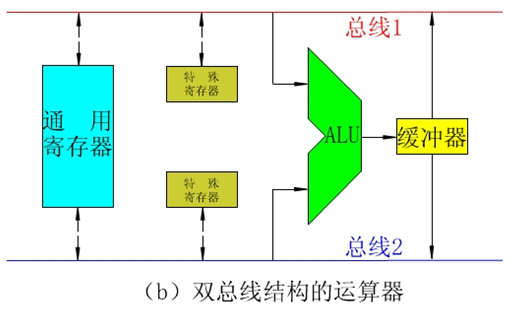 总线1
特 殊
寄存器
通 用
寄存器
ALU
缓冲器
特 殊
寄存器
总线2
（b）双总线结构的运算器